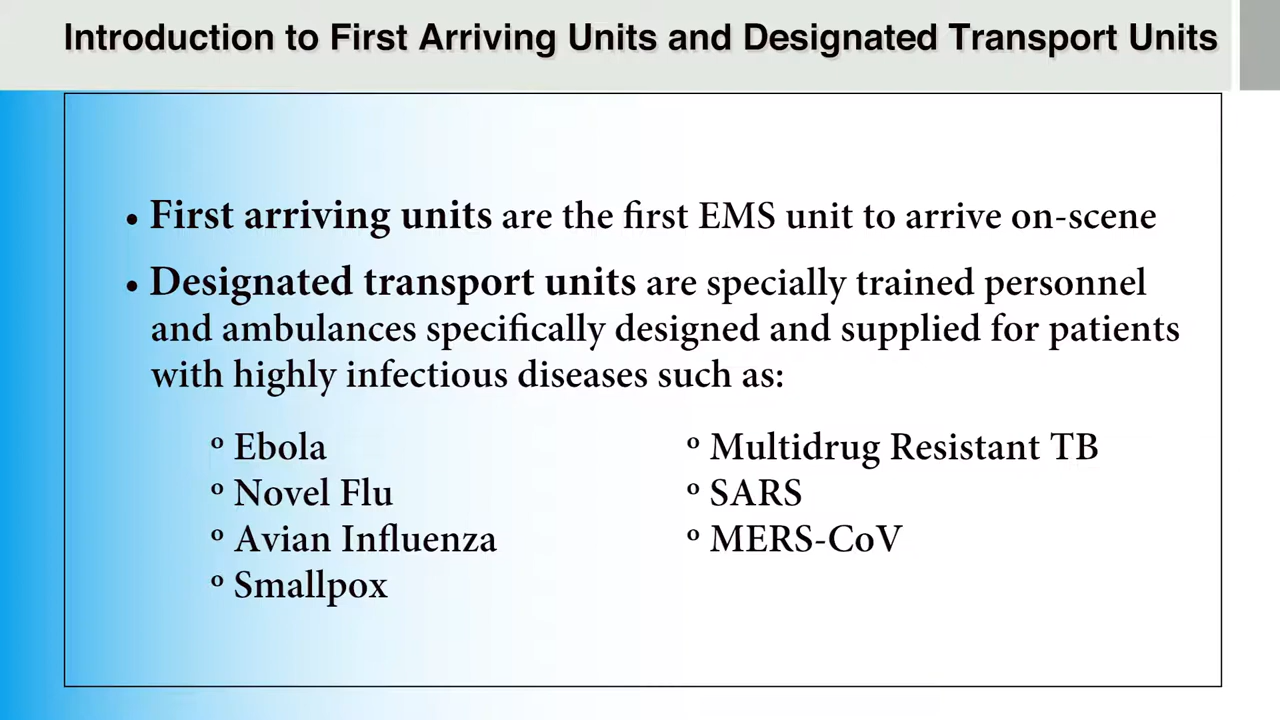 Introduction to First Arriving Units and Designated Transport Units
• First arriving units are the first EMS unit to arrive on-scene
• Designated transport units are specially trained personnel
and ambulances specifically designed and supplied for patients
with highly infectious diseases such as:
º Ebola
º Novel Flu
º Avian Influenza
º Smallpox
º Multidrug Resistant TB
º SARS
º MERS-CoV